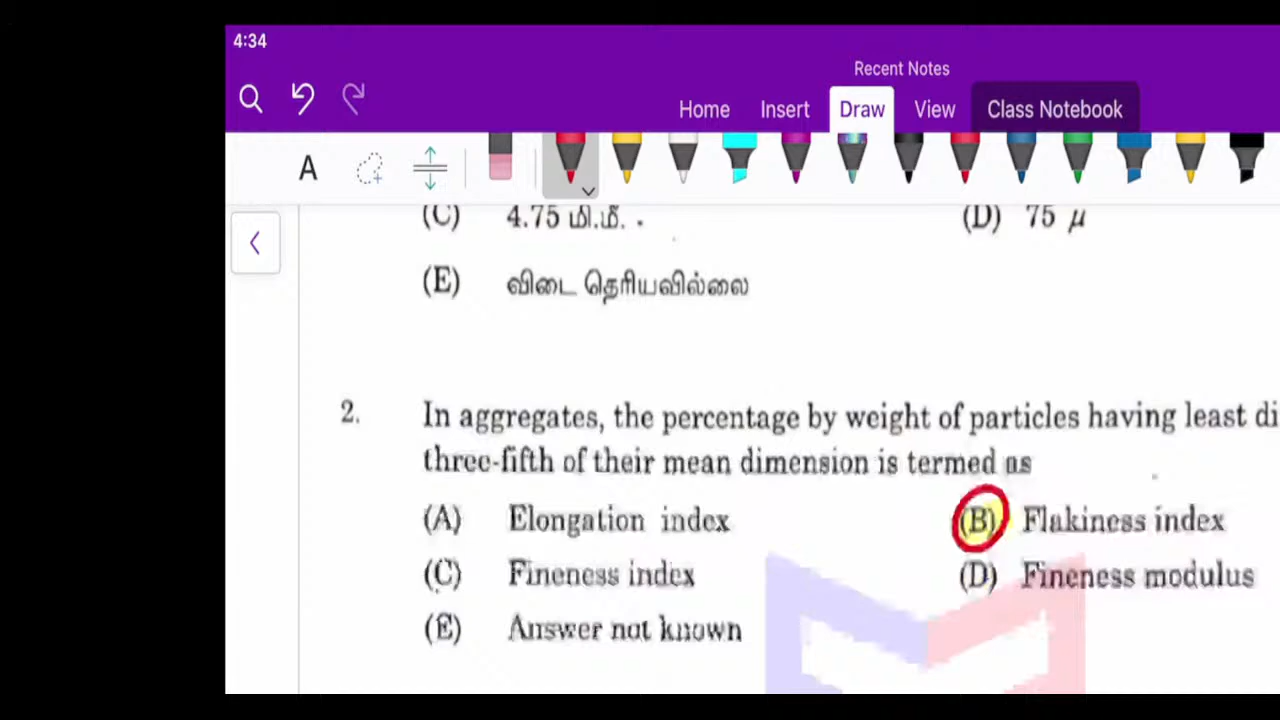 4:34
Recent Notes
Home Insert Draw View Class Notebook
A
(C) 4.75 மி.மீ. (D) 75 μ
(E) விடை தெரியவில்லை
2. In aggregates, the percentage by weight of particles having least di
three-fifth of their mean dimension is termed as
(A) Elongation index (B) Flakiness index
(C) Fineness index (D) Fineness modulus
(E) Answer not known